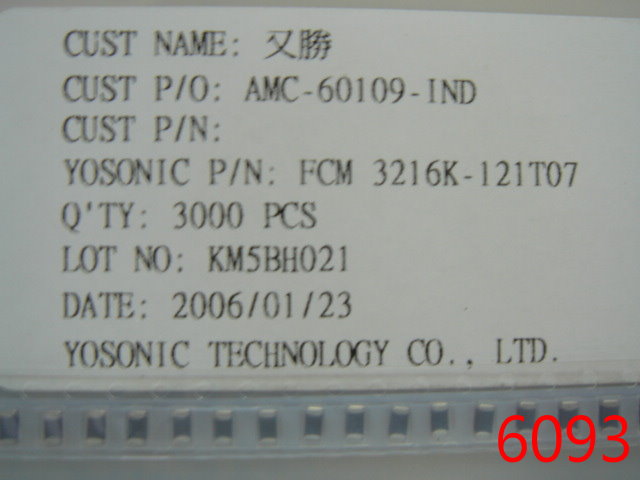 CUST NAME: 又勝
CUST P/O: AMC-60109-IND
CUST P/N:
YOSONIC P/N: FCM 3216K-121T07
Q'TY: 3000 PCS
LOT NO: KM5BH021
DATE: 2006/01/23
YOSONIC TECHNOLOGY CO., LTD.
6093